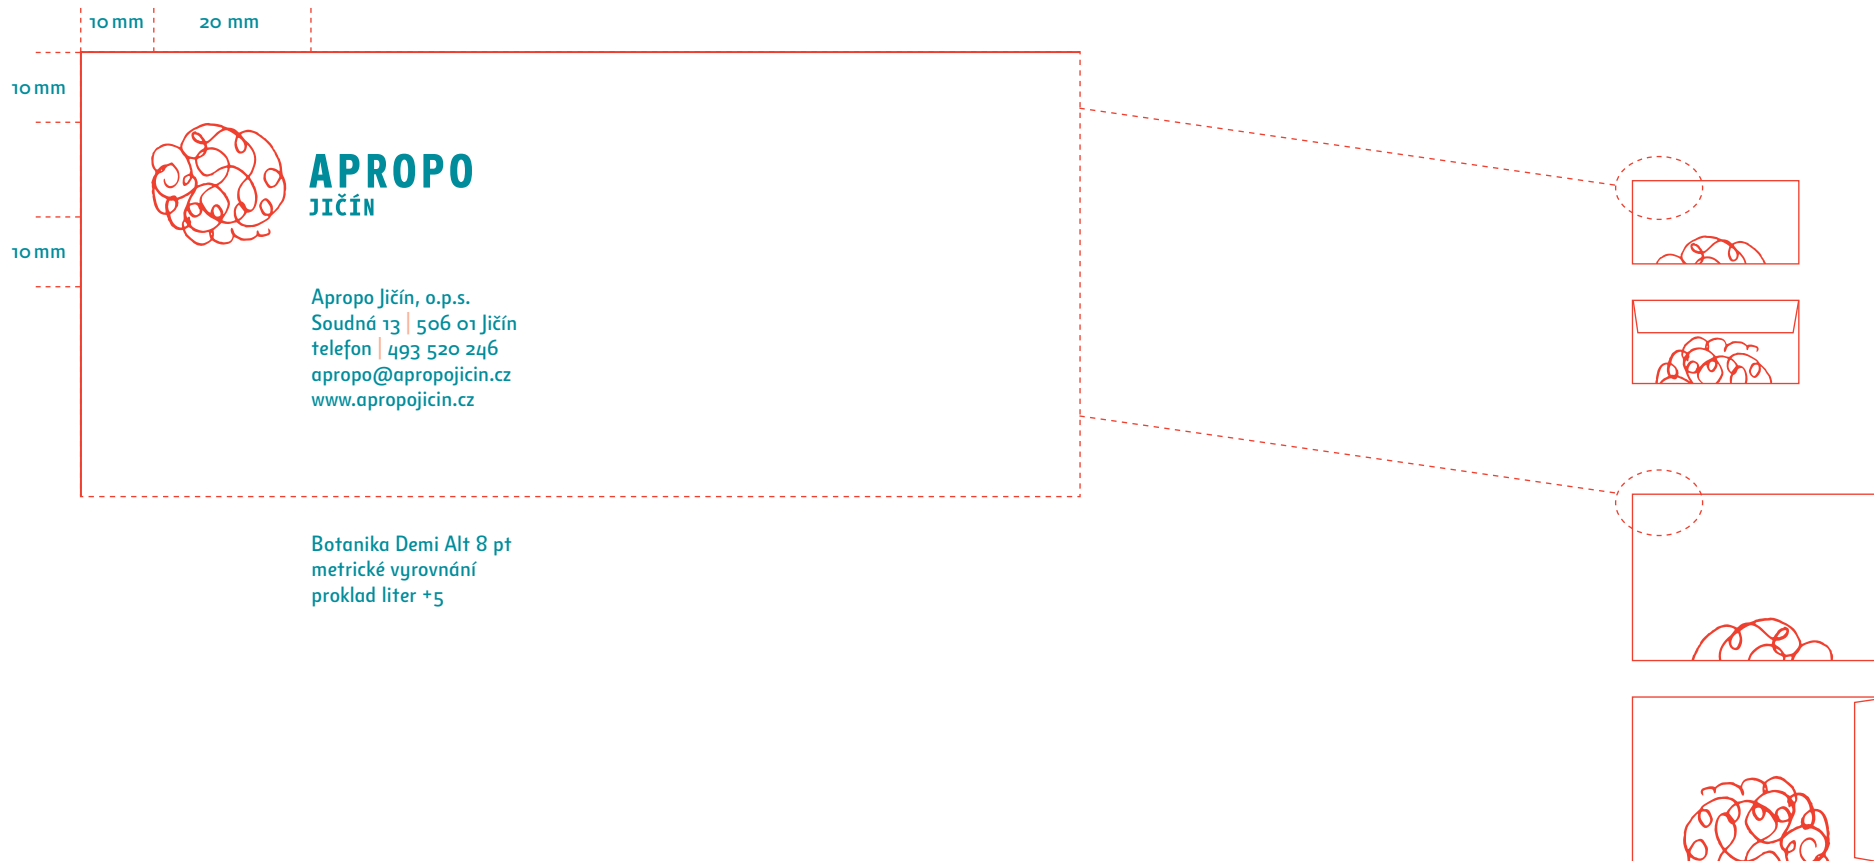 10 mm 20 mm
10 mm
APROPO
JIČÍN
10 mm
Apropo Jičín, o.p.s.
Soudná 13 | 506 01 Jičín
telefon | 493 520 246
apropo@apropojicin.cz
www.apropojicin.cz
Botanika Demi Alt 8 pt
metrické vyrovnání
proklad liter +5